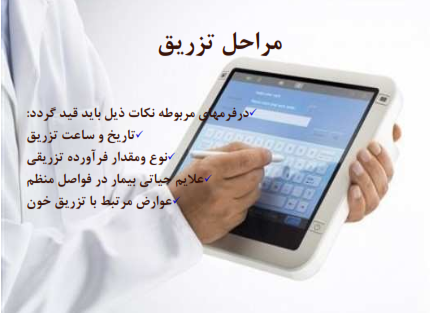 مراحل تزریق
✓درفرمهای مربوطه نکات ذیل باید قید گردد:
✓تاریخ و ساعت تزریق
✓نوع ومقدار فرآورده تزریقی
✓علایم حیاتی بیمار در فواصل منظم
✓عوارض مرتبط با تزریق خون